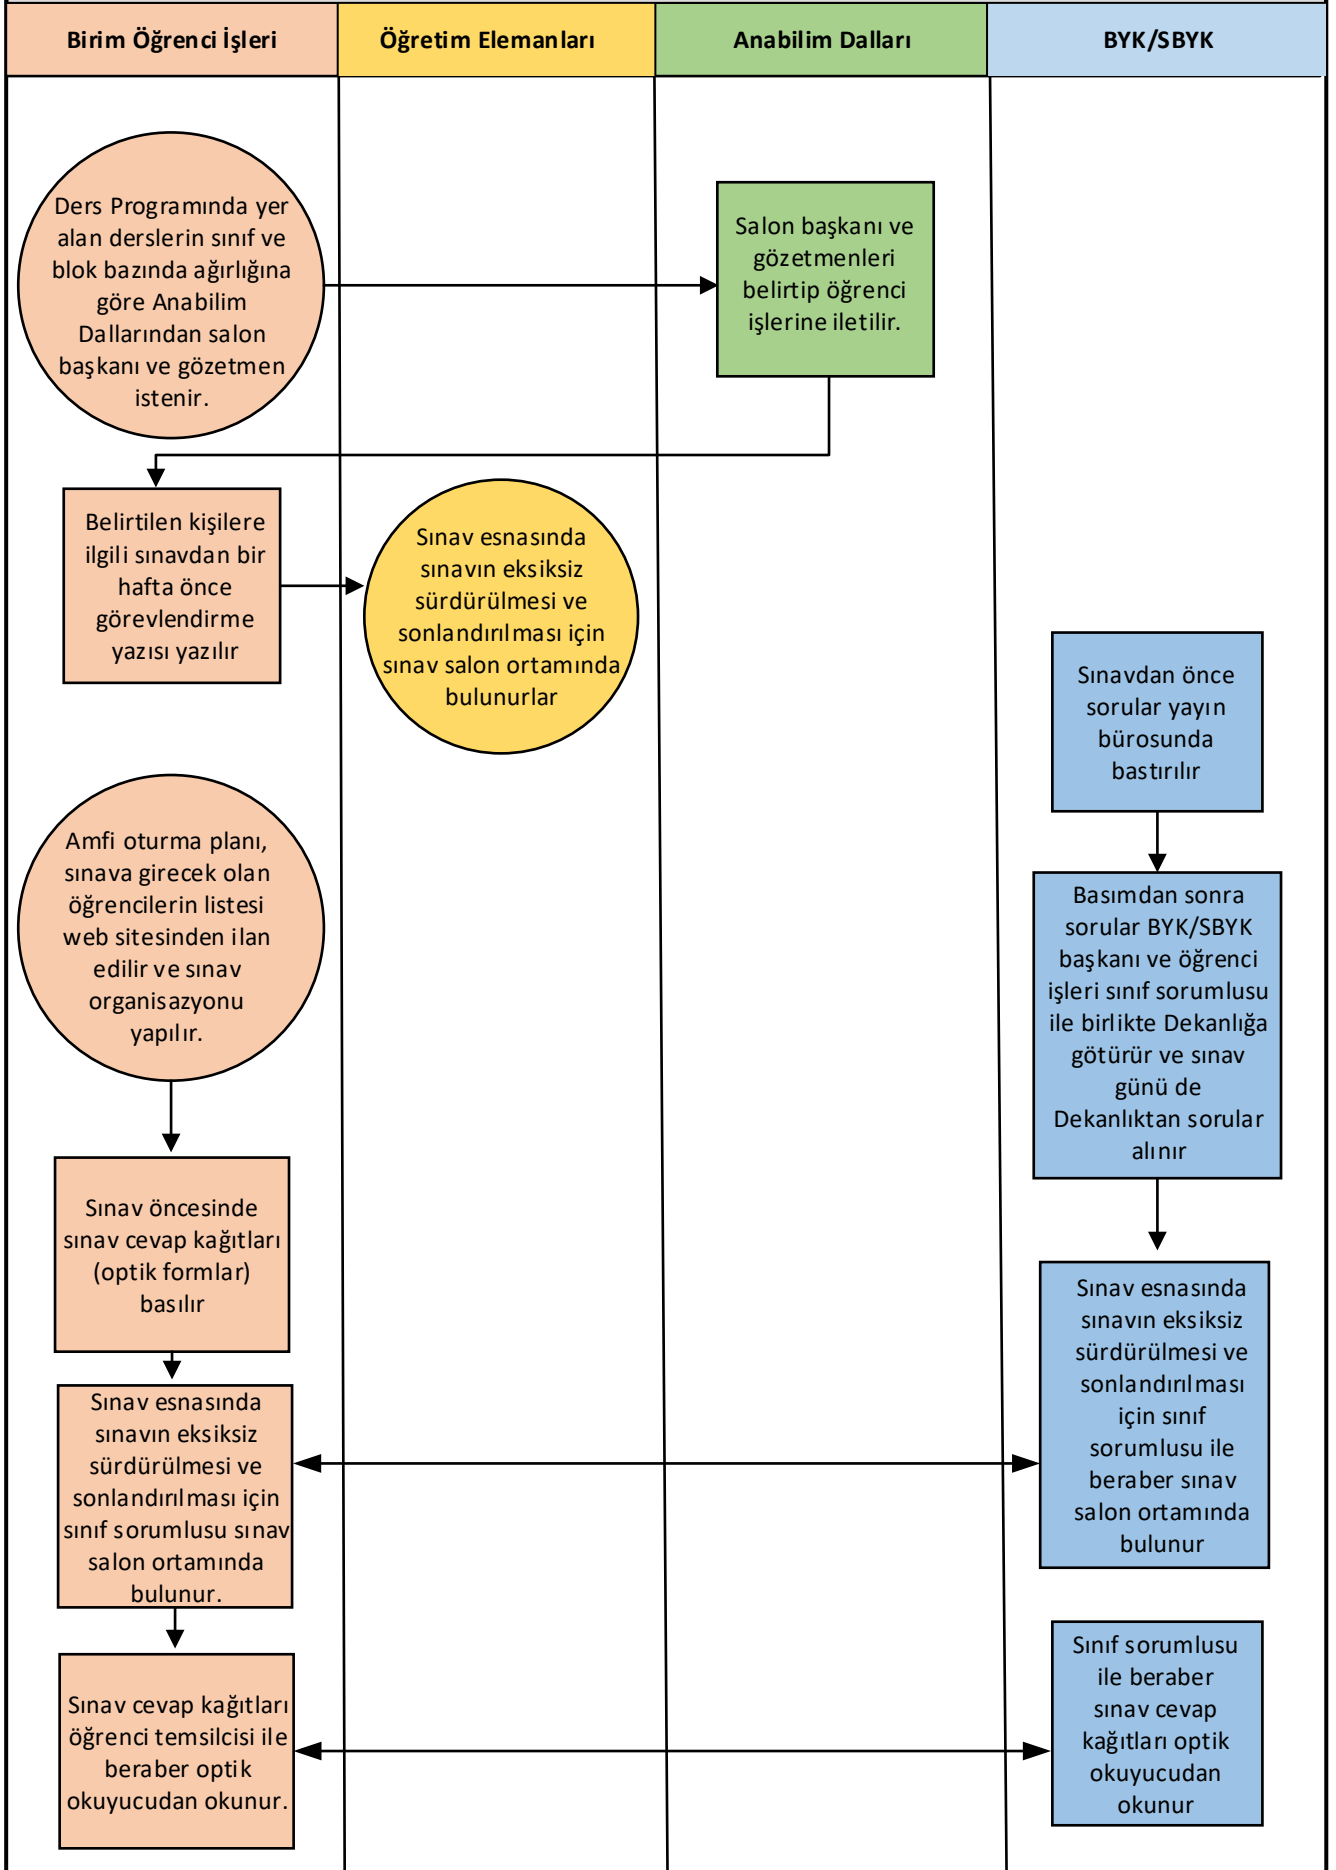 Birim Öğrenci İşleri
Öğretim Elemanları
Anabilim Dalları
BYK/SBYK
Ders Programında yer
alan derslerin sınıf ve
blok bazında ağırlığına
göre Anabilim
Dallarından salon
başkanı ve gözetmen
istenir.
Salon başkanı ve
gözetmenleri
belirtip öğrenci
işlerine iletilir.
Belirtilen kişilere
ilgili sınavdan bir
hafta önce
görevlendirme
yazısı yazılır
Sınav esnasında
sınavın eksiksiz
sürdürülmesi ve
sonlandırılması için
sınav salon ortamında
bulunurlar
Sınavdan önce
sorular yayın
bürosunda
bastırılır
Amfi oturma planı,
sınava girecek olan
öğrencilerin listesi
web sitesinden ilan
edilir ve sınav
organisazyonu
yapılır.
Basımdan sonra
sorular BYK/SBYK
başkanı ve öğrenci
işleri sınıf sorumlusu
ile birlikte Dekanlığa
götürür ve sınav
günü de
Dekanlıktan sorular
alınır
Sınav öncesinde
sınav cevap kağıtları
(optik formlar)
basılır
Sınav esnasında
sınavın eksiksiz
sürdürülmesi ve
sonlandırılması
için sınıf
sorumlusu ile
beraber sınav
salon ortamında
bulunur
Sınav esnasında
sınavın eksiksiz
sürdürülmesi ve
sonlandırılması için
sınıf sorumlusu sınav
salon ortamında
bulunur.
Sınav cevap kağıtları
öğrenci temsilcisi ile
beraber optik
okuyucudan okunur.
Sınıf sorumlusu
ile beraber
sınav cevap
kağıtları optik
okuyucudan
okunur